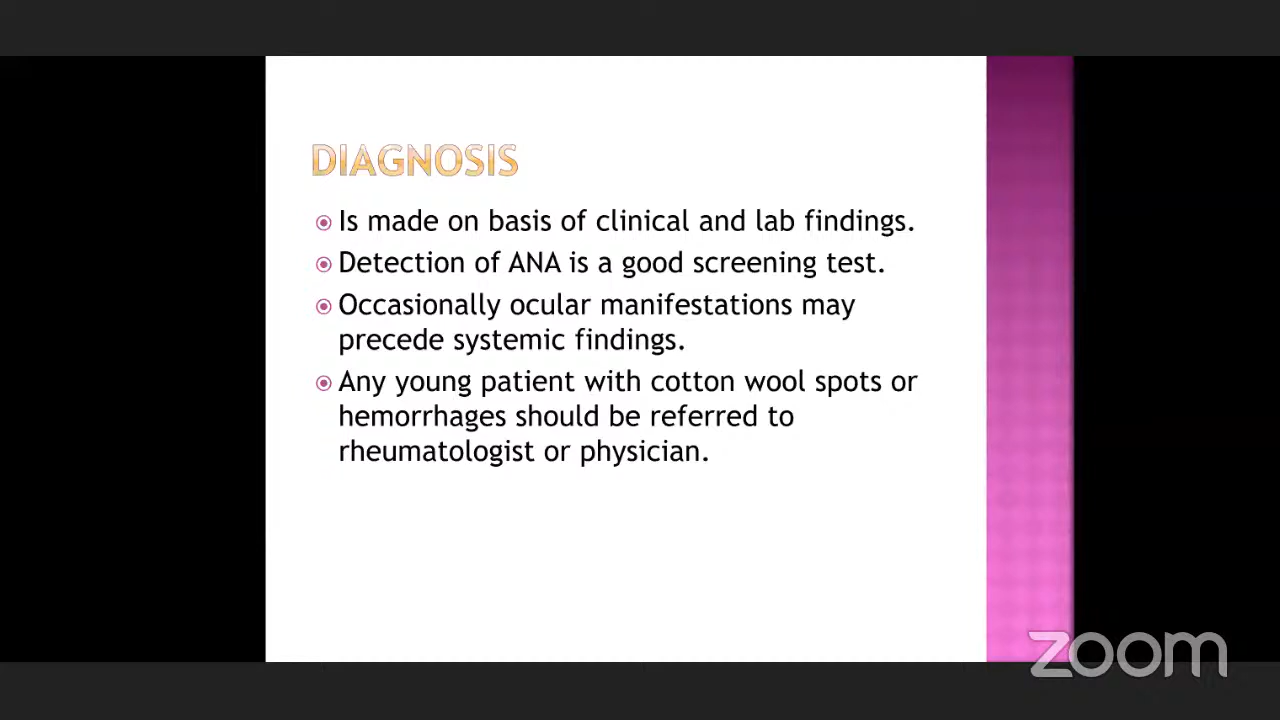 DIAGNOSIS
Is made on basis of clinical and lab findings.
Detection of ANA is a good screening test.
Occasionally ocular manifestations may
precede systemic findings.
Any young patient with cotton wool spots or
hemorrhages should be referred to
rheumatologist or physician.
zoom